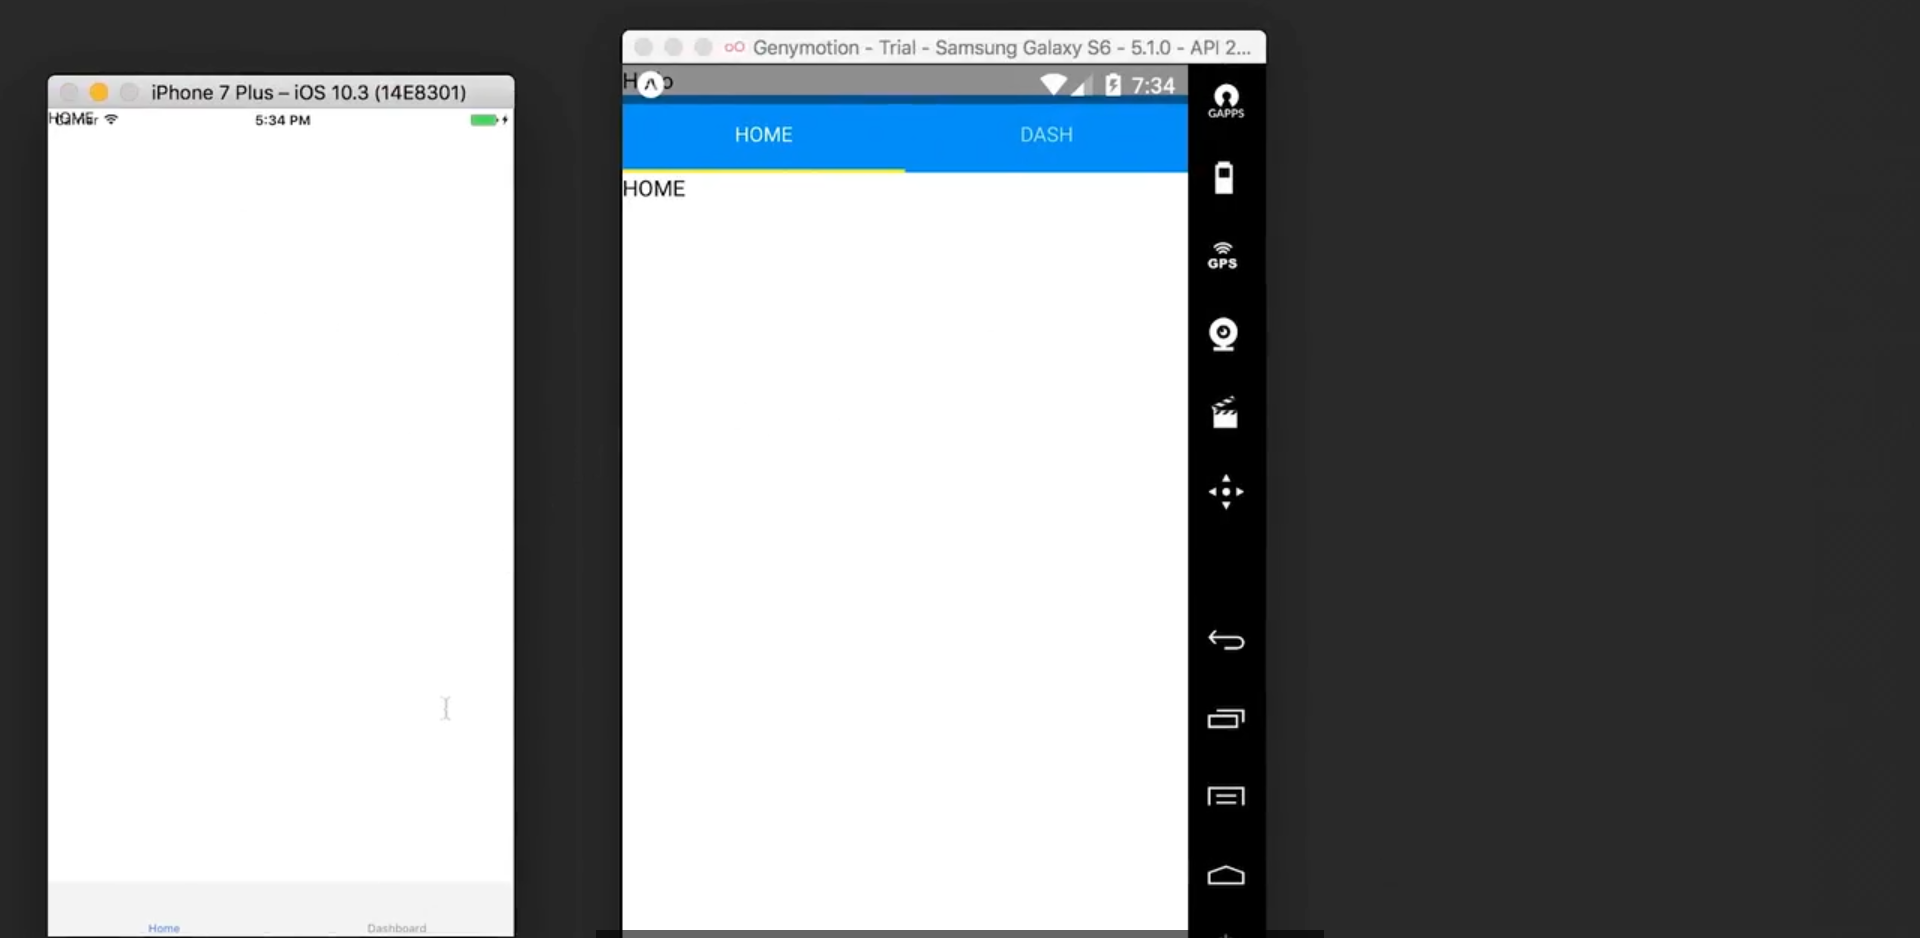 iPhone 7 Plus – iOS 10.3 (14E8301)
HOME
5:34 PM
Home
Dashboard
Genymotion - Trial - Samsung Galaxy S6 - 5.1.0 - API 2...
7:34
HOME
DASH
HOME
GAPPS
GPS